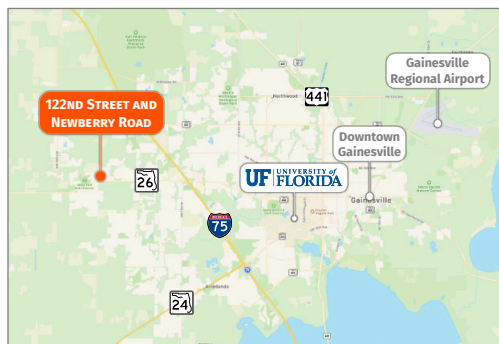 Gainesville
Regional Airport
441
Northwood
122ND STREET AND
NEWBERRY ROAD
Downtown
Gainesville
26
UF UNIVERSITY of
FLORIDA
Gainesville
75
Arredondo
24